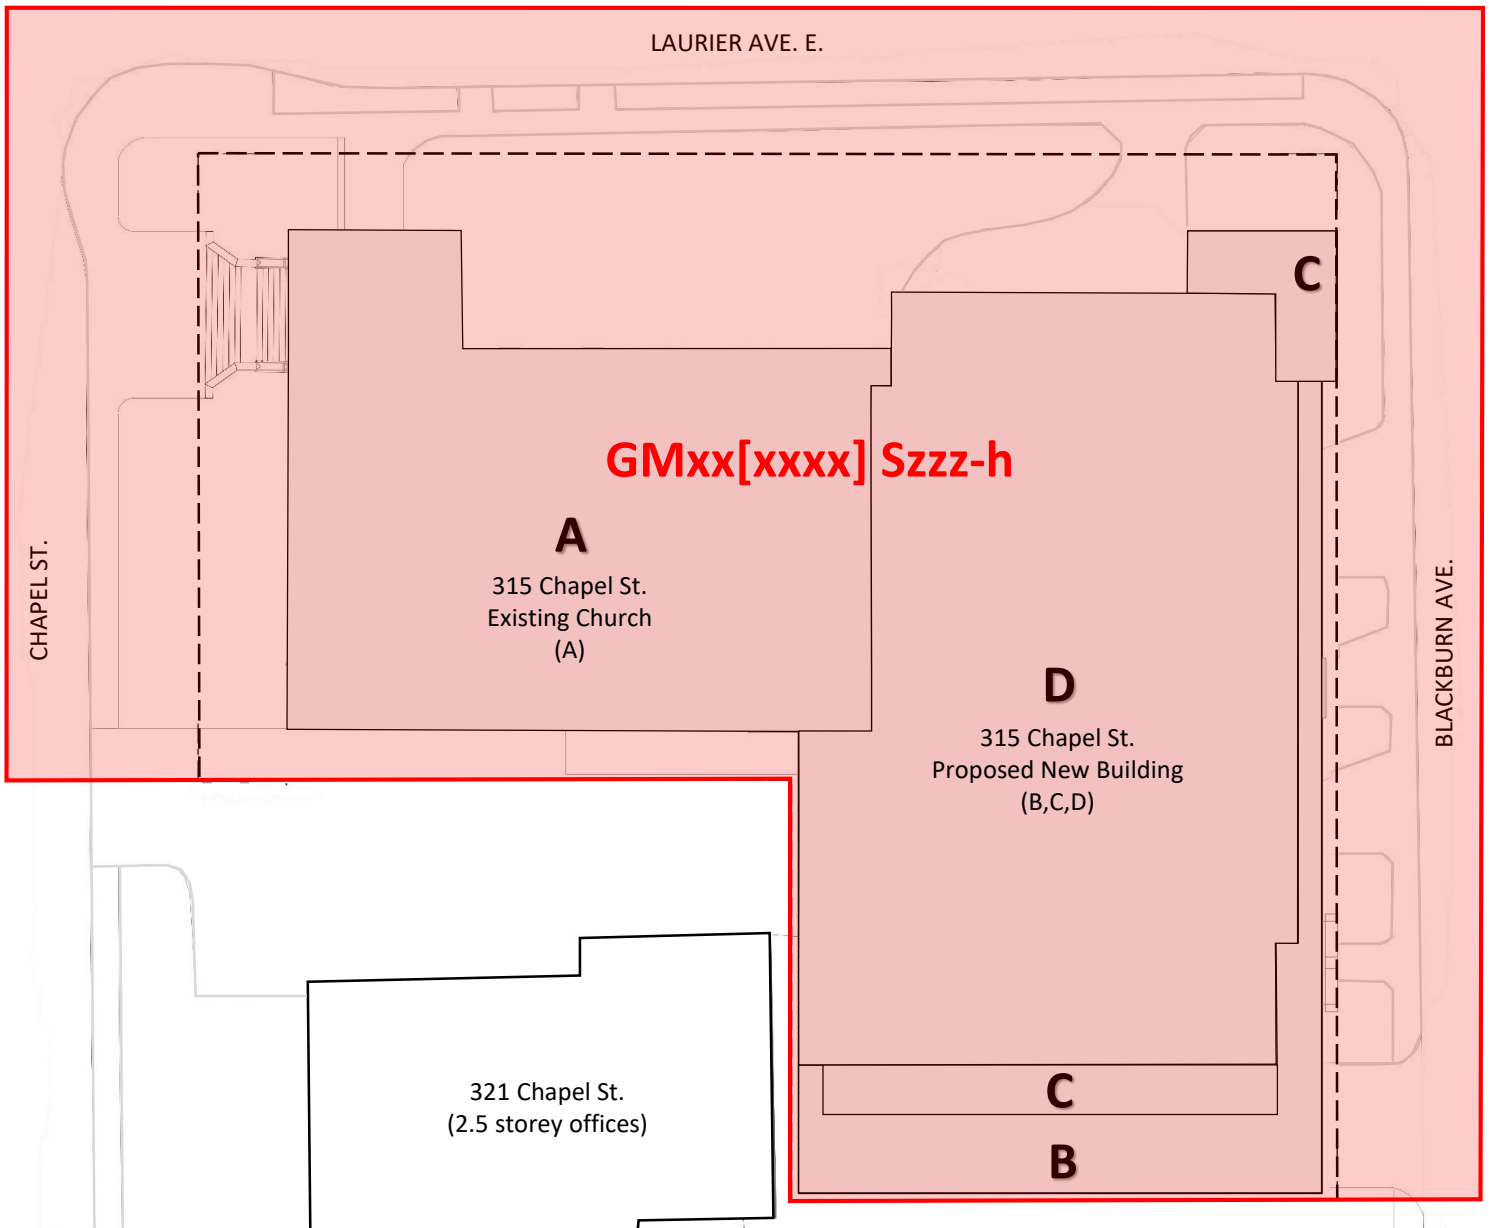 LAURIER AVE. E.
C
GMxx[xxxx] Szzz-h
A
315 Chapel St.
Existing Church
(A)
CHAPEL ST.
BLACKBURN AVE.
D
315 Chapel St.
Proposed New Building
(B,C,D)
321 Chapel St.
(2.5 storey offices)
C
B